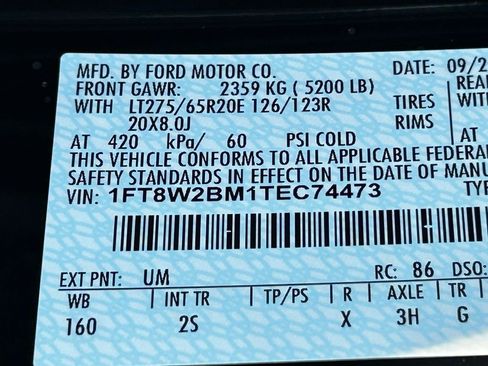 MFD. BY FORD MOTOR CO. DATE: 09/2
FRONT GAWR: 2359 KG ( 5200 LB) REA
WITH LT275/65R20E 126/123R TIRES WITH
20X8.0J RIMS
AT 420 kPa/ 60 PSI COLD AT
THIS VEHICLE CONFORMS TO ALL APPLICABLE FEDERA
SAFETY STANDARDS IN EFFECT ON THE DATE OF MANU
VIN: 1FT8W2BM1TEC74473 TYP
EXT PNT: UM RC: 86 DSO:
WB INT TR TP/PS R AXLE TR
160 2S X 3H G